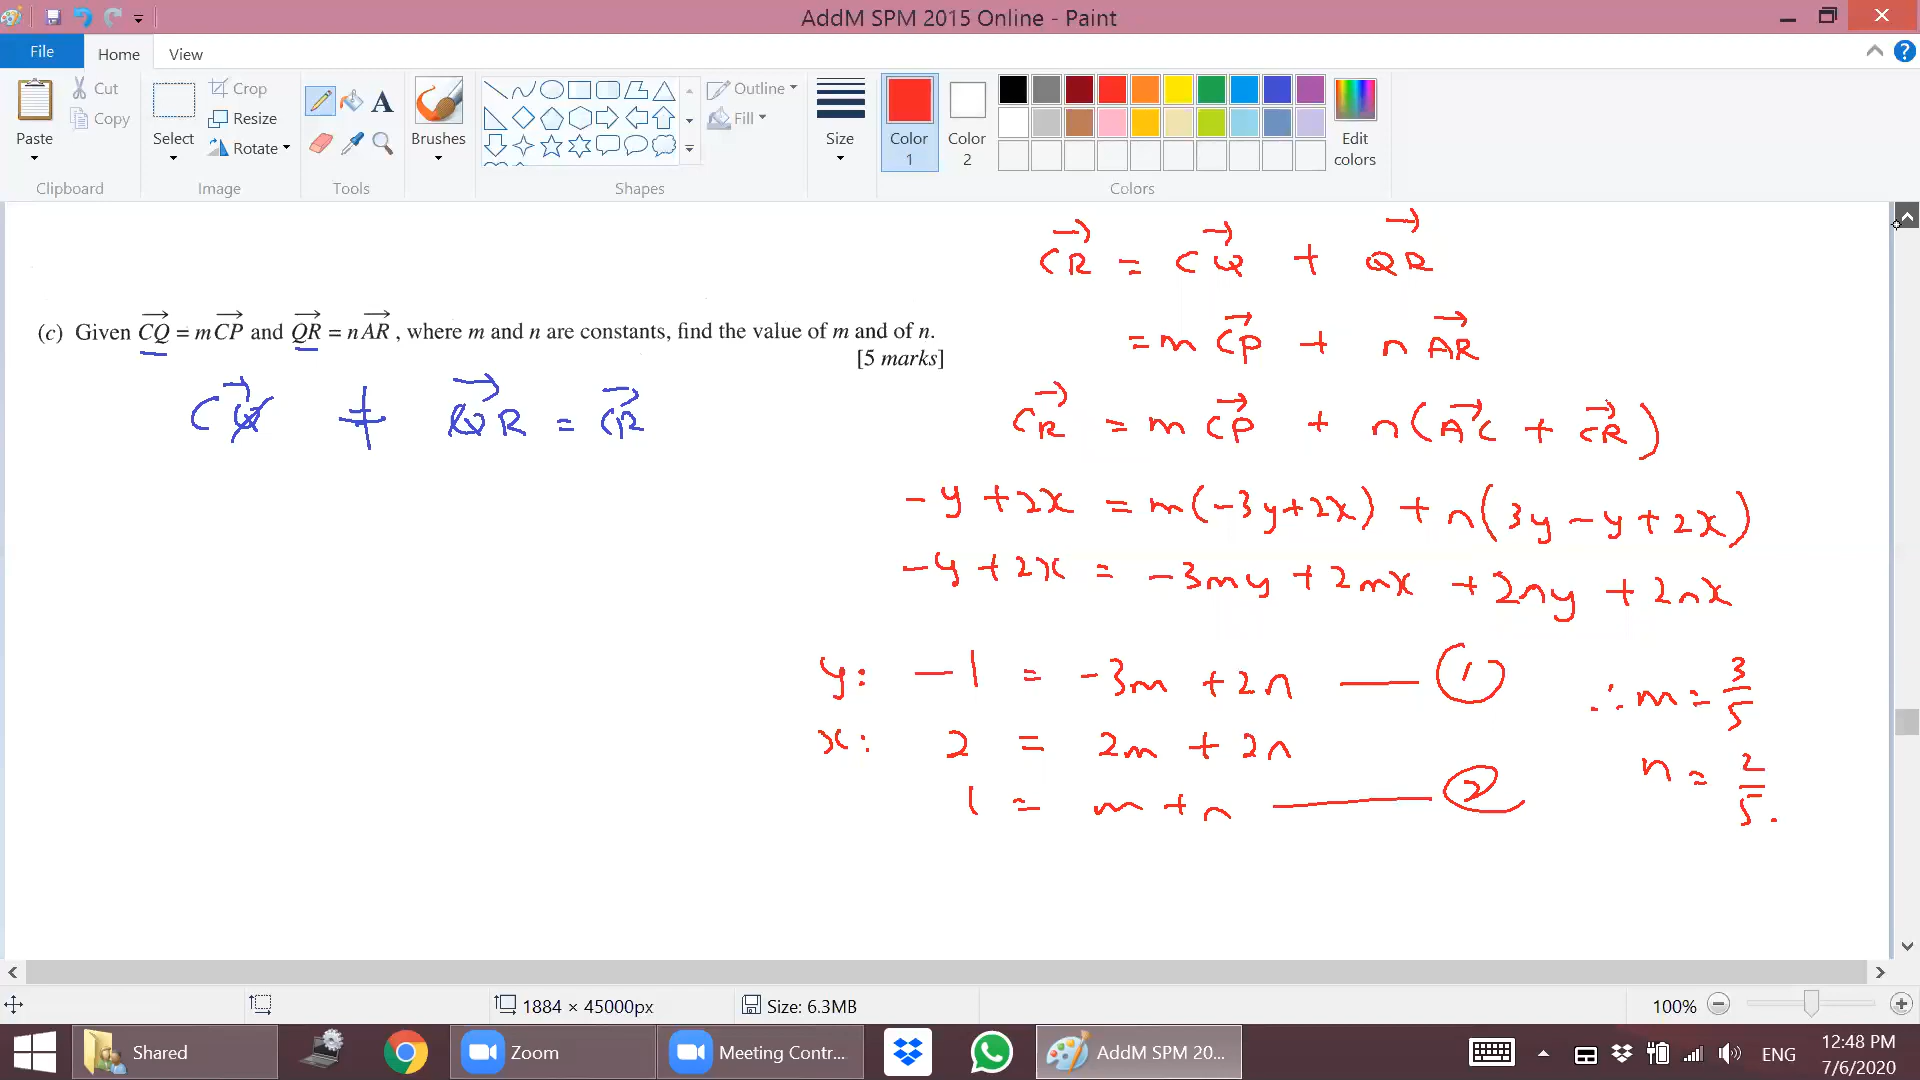 AddM SPM 2015 Online - Paint
File Home View
Paste
Cut
Copy
Clipboard
Select
Crop
Resize
Rotate
Image
A
Tools
Brushes
Outline
Fill
Shapes
Size
Color 1
Color 2
Edit colors
Colors
(c) Given →CQ = m→CP and →QR = n→AR, where m and n are constants, find the value of m and of n.
[5 marks]
→CQ + →QR = →CR
→CR = →CQ + →QR
= m →CP + n →AR
→CR = m →CP + n(→AC + →CR)
-y + 2x = m(-3y+2x) + n(3y - y + 2x)
-y + 2x = -3my + 2mx + 2ny + 2nx
y: -1 = -3m + 2n — ①
x: 2 = 2m + 2n
1 = m + n — ②
∴ m = 3/5
n = 2/5.
1884 × 45000px
Size: 6.3MB
100%
Shared
Zoom
Meeting Contr...
AddM SPM 20...
ENG
12:48 PM
7/6/2020